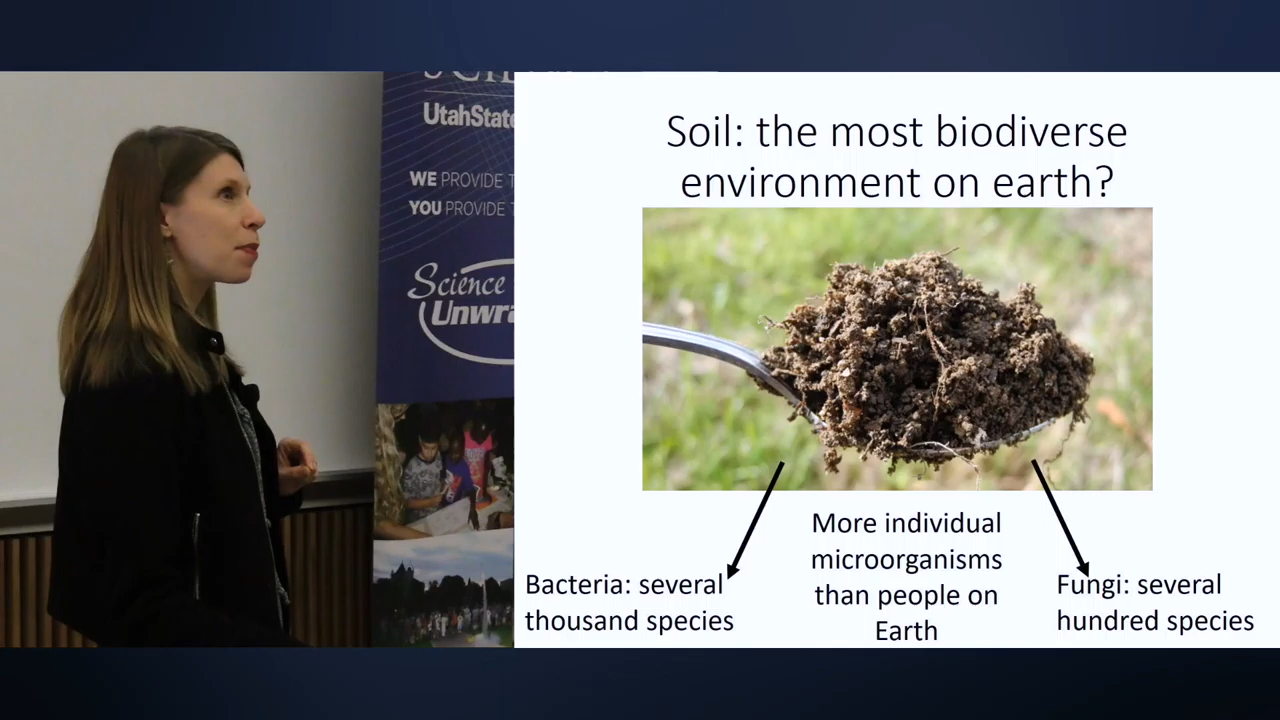 UtahState
WE PROVIDE
YOU PROVIDE
Science
Soil: the most biodiverse
environment on earth?
Bacteria: several
thousand species
More individual
microorganisms
than people on
Earth
Fungi: several
hundred species